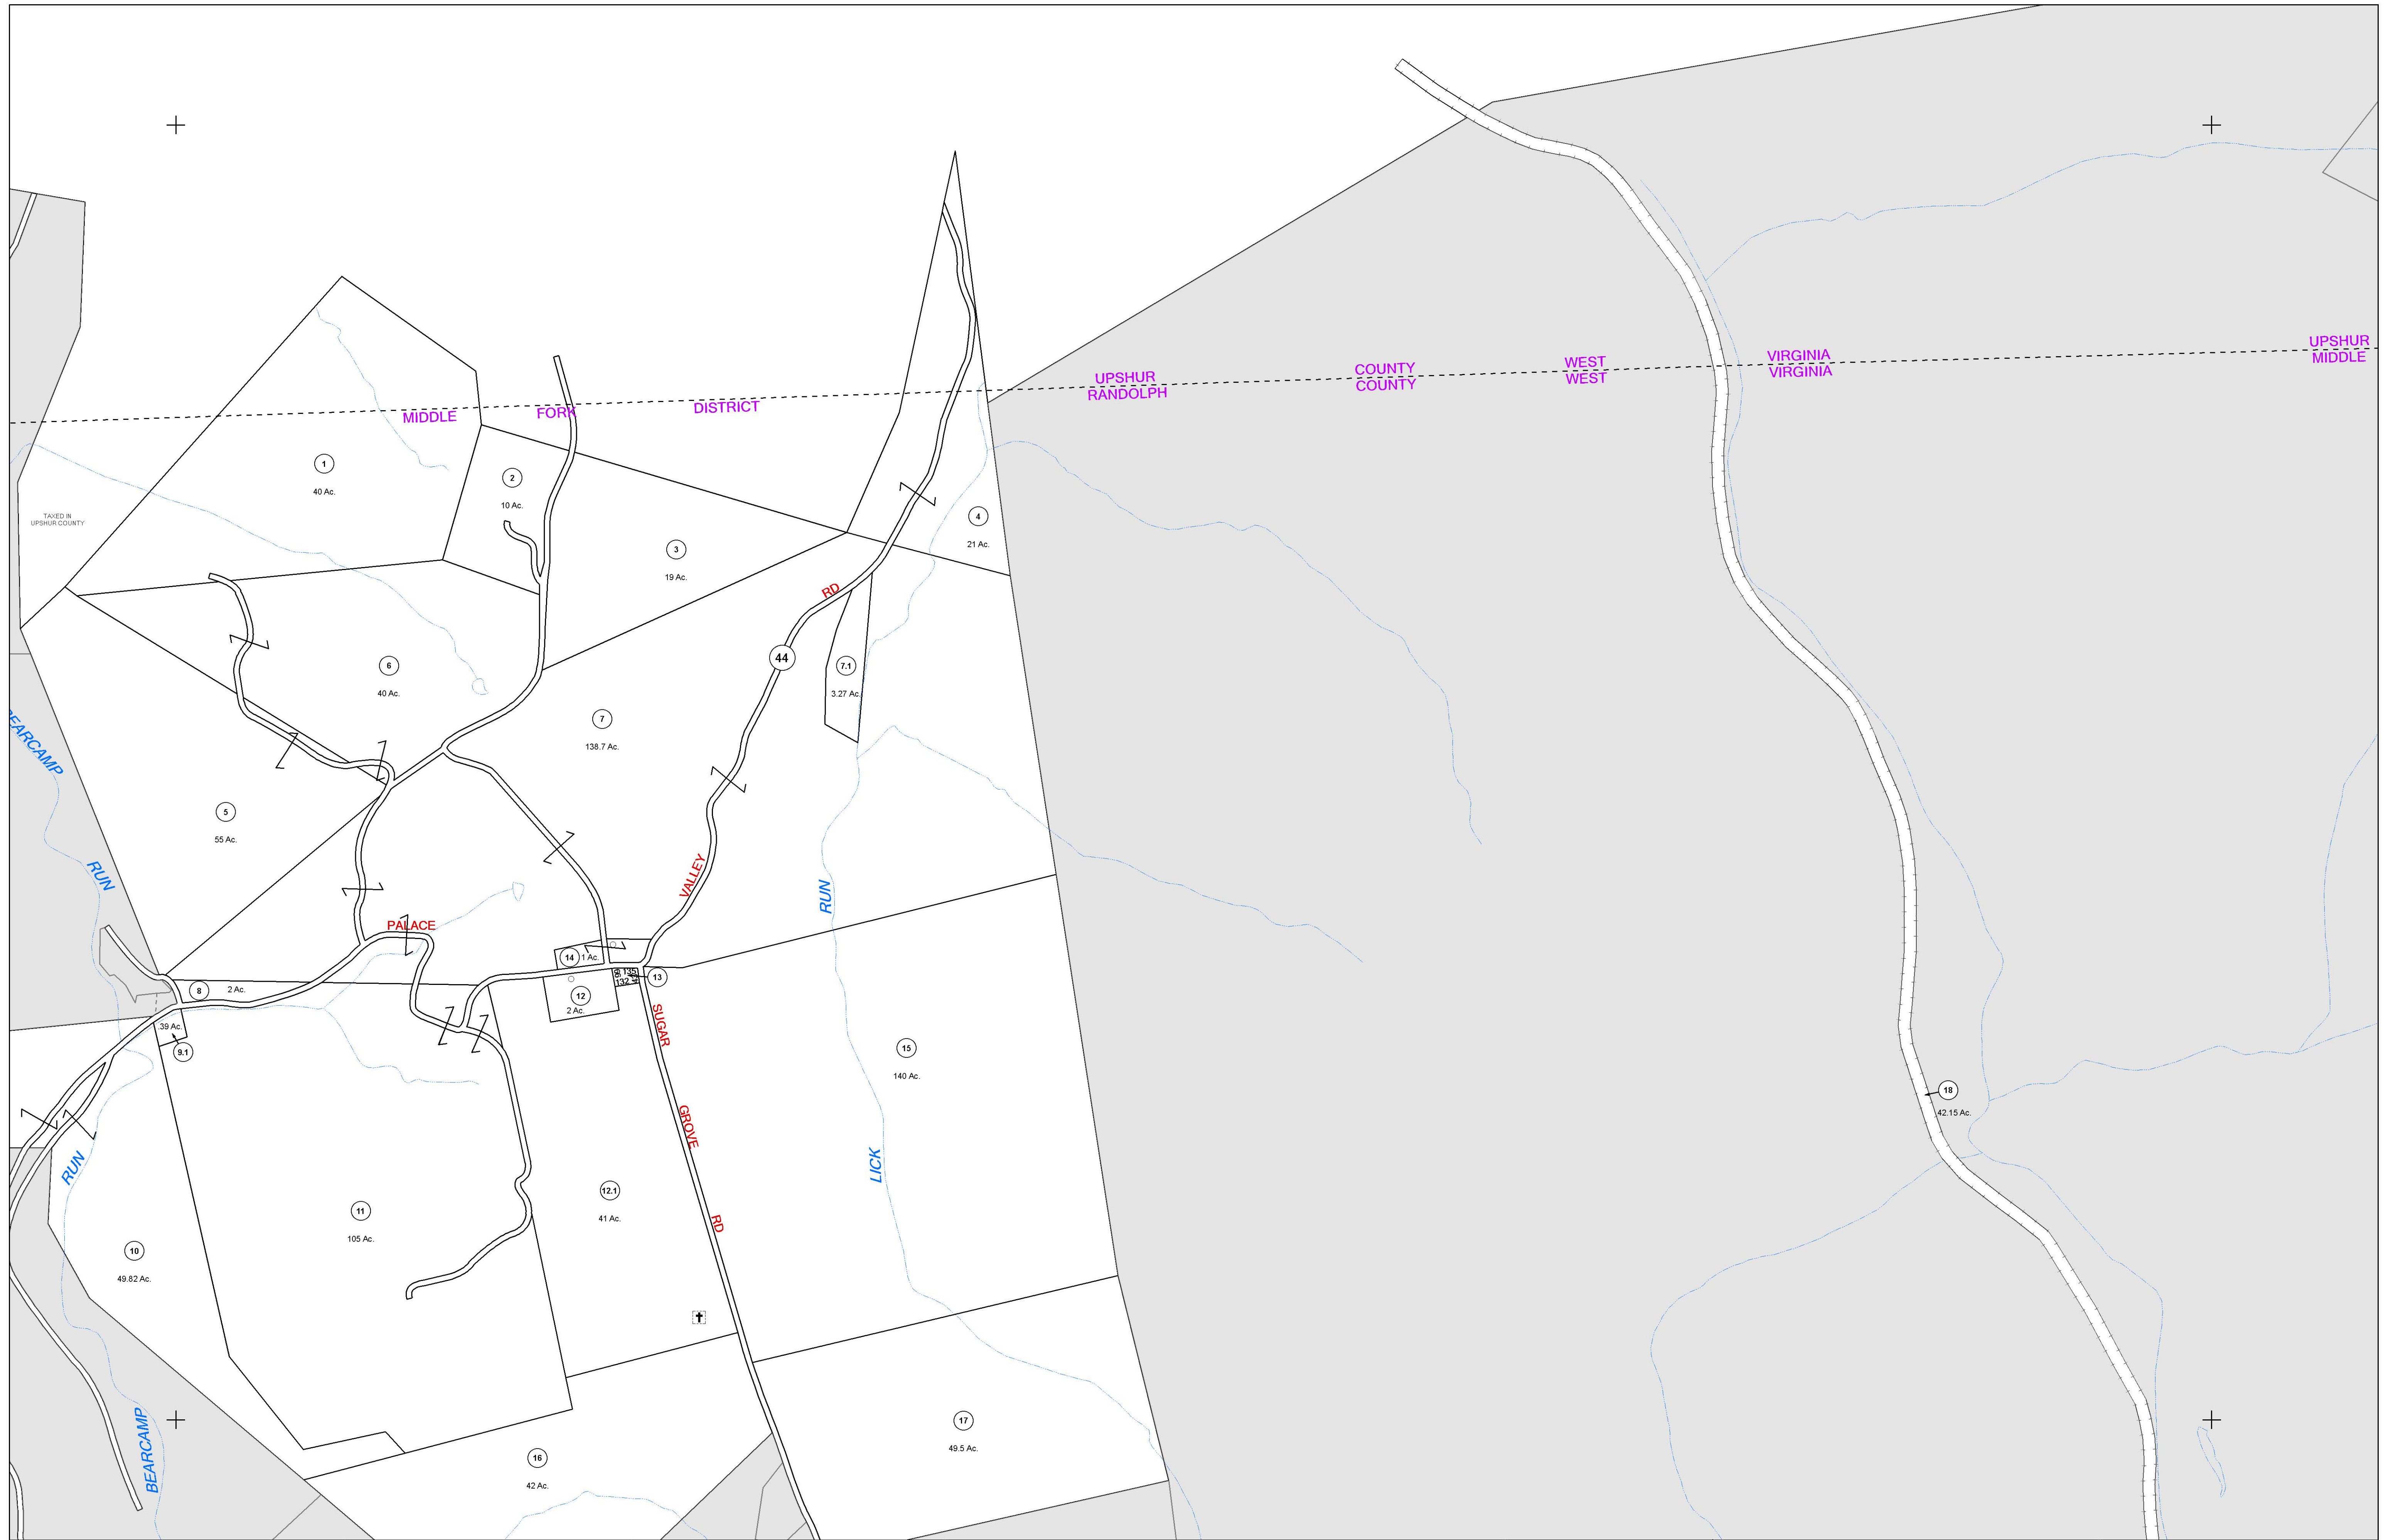 UPSHUR
MIDDLE
VIRGINIA
VIRGINIA
WEST
WEST
COUNTY
COUNTY
UPSHUR
RANDOLPH
MIDDLE
FORK
DISTRICT
1
40 Ac.
2
10 Ac.
3
19 Ac.
4
21 Ac.
TAXED IN
UPSHUR COUNTY
RD
44
7.1
3.27 Ac.
6
40 Ac.
7
138.7 Ac.
BEARCAMP
RUN
5
55 Ac.
VALLEY
RUN
PALACE
14
1 Ac.
135
132
13
12
2 Ac.
8
2 Ac.
.39 Ac.
9.1
SUGAR
15
140 Ac.
18
42.15 Ac.
GROVE
RD
LICK
RUN
12.1
41 Ac.
11
105 Ac.
10
49.82 Ac.
BEARCAMP
17
49.5 Ac.
16
42 Ac.